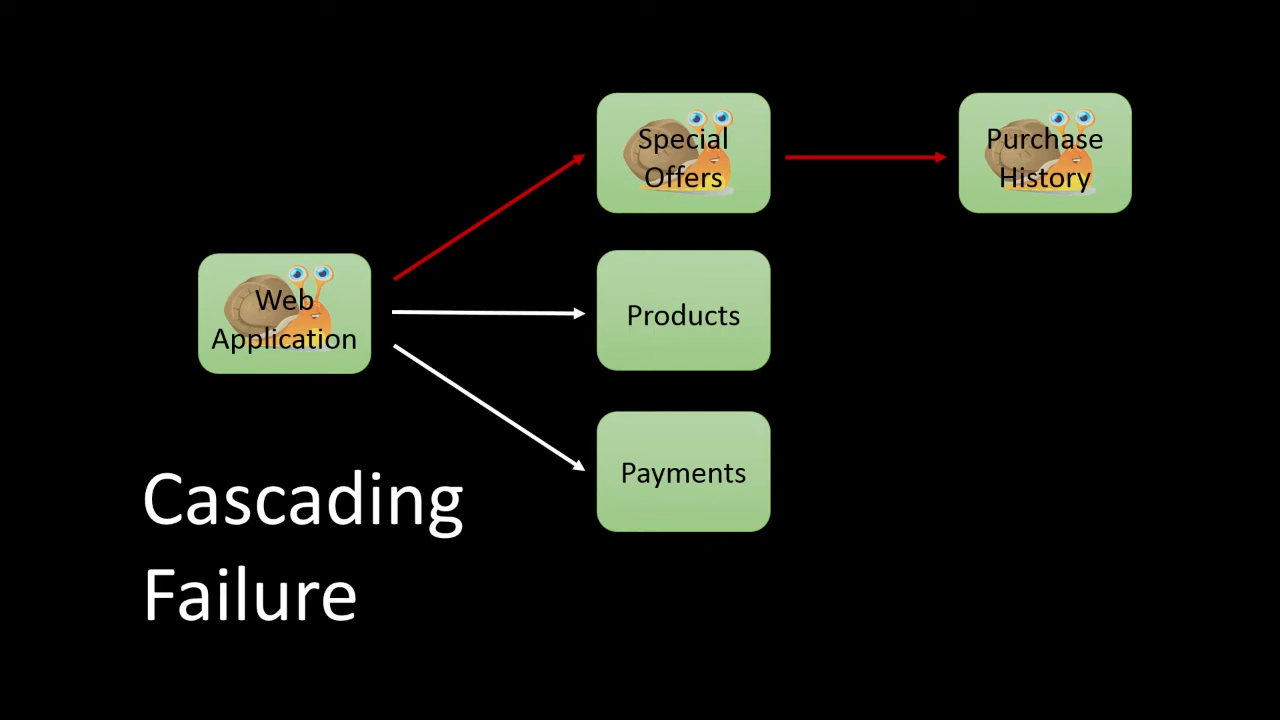 Special
Offers
Purchase
History
Web
Application
Products
Payments
Cascading
Failure